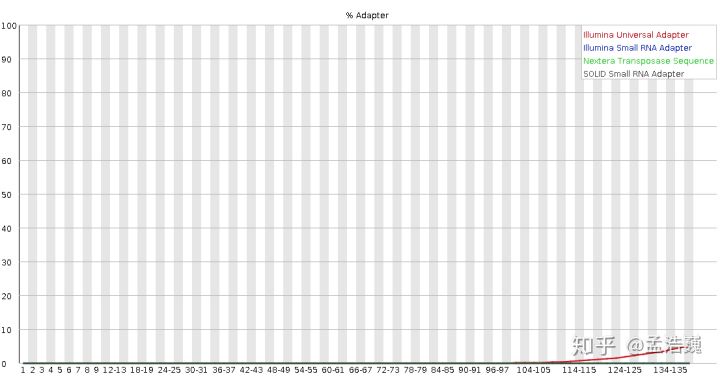 % Adapter
100
Illumina Universal Adapter
Illumina Small RNA Adapter
Nextera Transposase Sequence
SOLID Small RNA Adapter
90
80
70
60
50
40
30
20
10
0
知乎 @孟浩巍
1 2 3 4 5 6 7 8 9 12-13 18-19 24-25 30-31 36-37 42-43 48-49 54-55 60-61 66-67 72-73 78-79 84-85 90-91 96-97 104-105 114-115 124-125 134-135